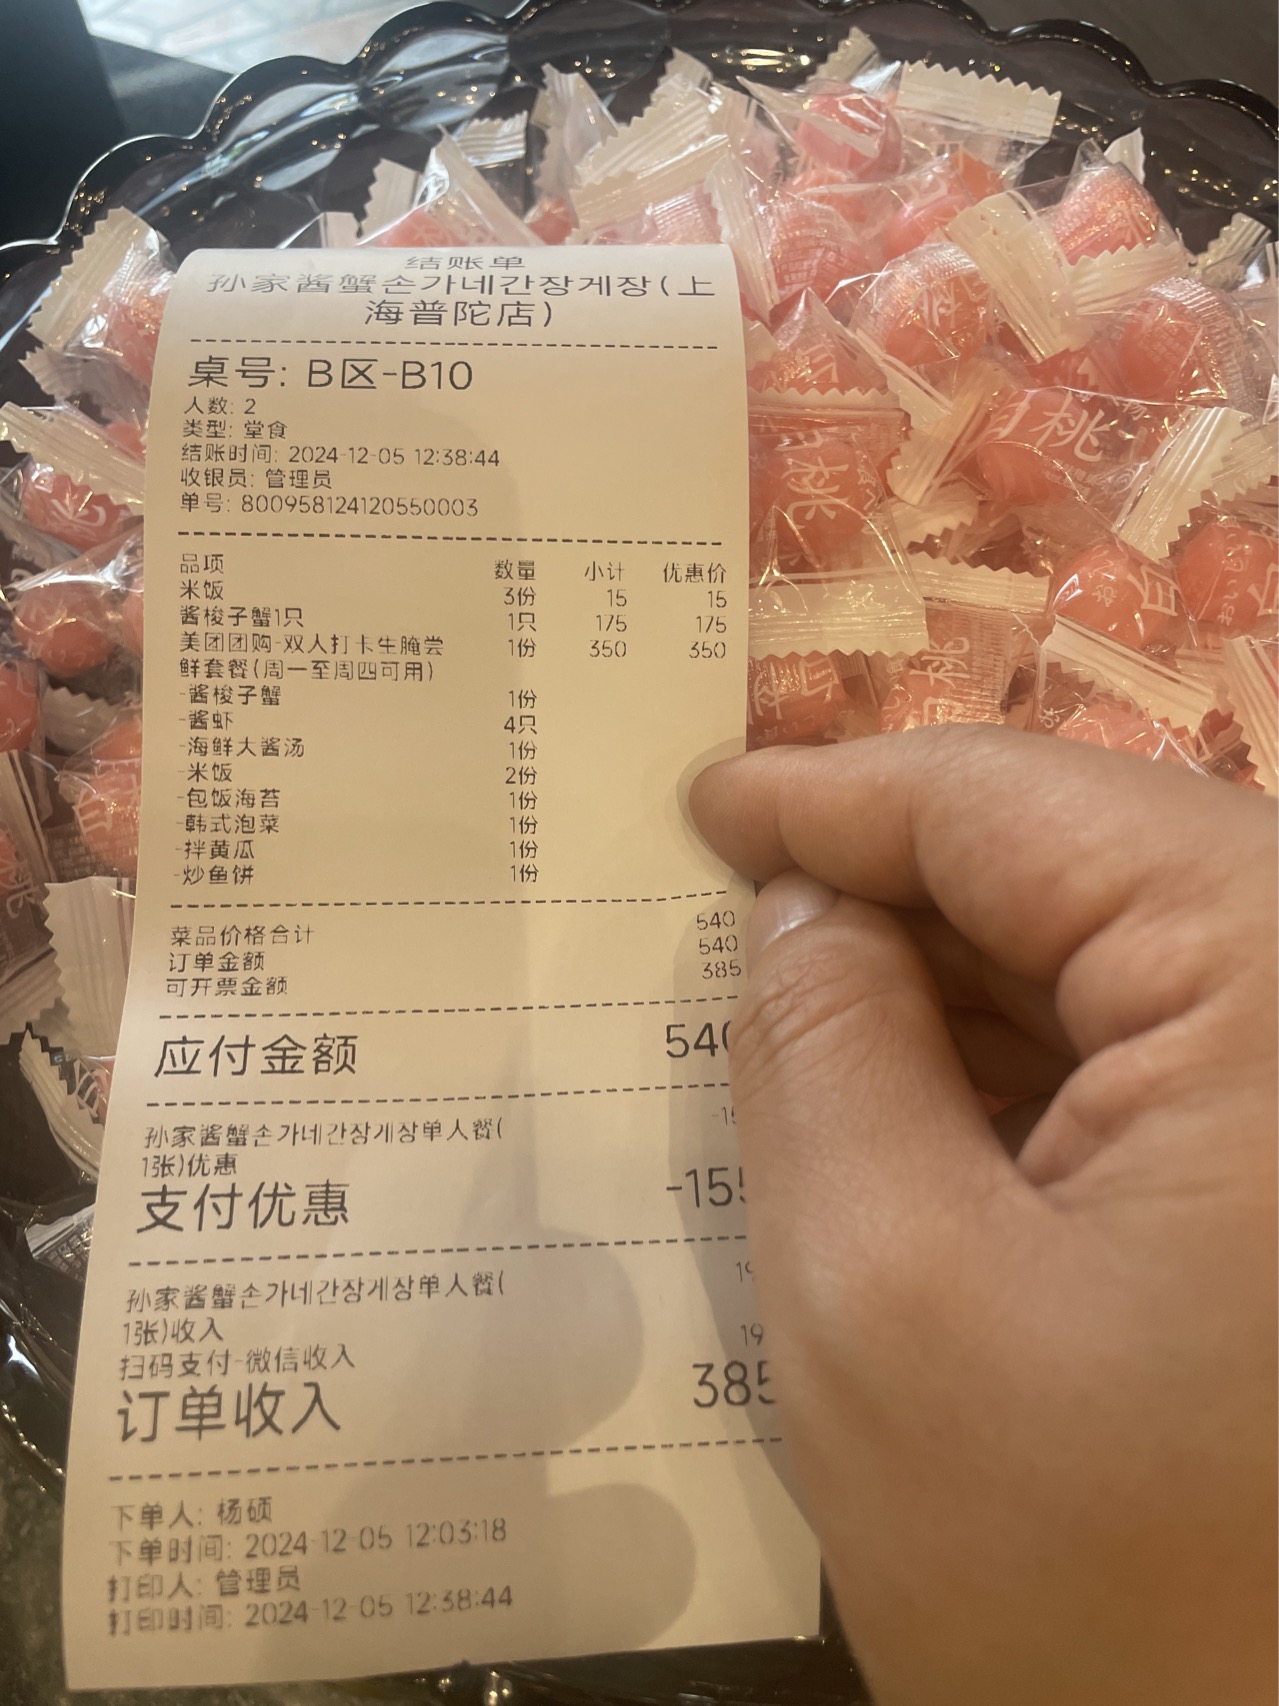 结账单
孙家酱蟹손가네간장게장(上
海普陀店)
桌号: B区-B10
人数: 2
类型: 堂食
结账时间: 2024-12-05 12:38:44
收银员: 管理员
单号: 800958124120550003
品项 数量 小计 优惠价
米饭 3份 15 15
酱梭子蟹1只 1只 175 175
美团团购-双人打卡生腌尝 1份 350 350
鲜套餐(周一至周四可用)
-酱梭子蟹 1份
-酱虾 4只
-海鲜大酱汤 1份
-米饭 2份
-包饭海苔 1份
-韩式泡菜 1份
-拌黄瓜 1份
-炒鱼饼 1份
菜品价格合计 540
订单金额 540
可开票金额 385
应付金额 540
孙家酱蟹손가네간장게장单人餐(
1张)优惠
支付优惠 -155
孙家酱蟹손가네간장게장单人餐(
1张)收入
扫码支付-微信收入
订单收入 385
下单人: 杨硕
下单时间: 2024-12-05 12:03:18
打印人: 管理员
打印时间: 2024-12-05 12:38:44
白桃
桃
桃
白